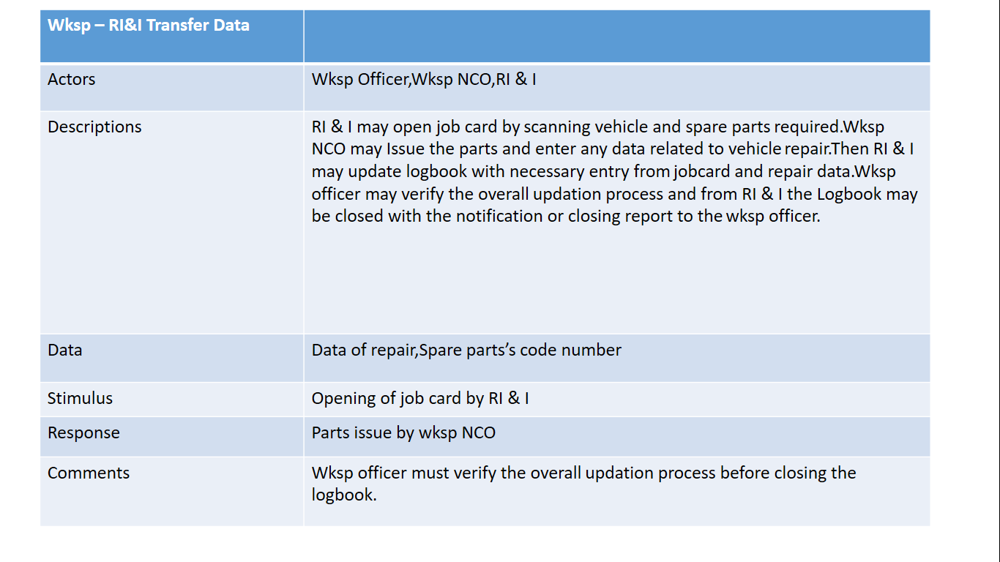 Wksp – RI&I Transfer Data
Actors
Wksp Officer,Wksp NCO,RI & I
Descriptions
RI & I may open job card by scanning vehicle and spare parts required.Wksp
NCO may Issue the parts and enter any data related to vehicle repair.Then RI & I
may update logbook with necessary entry from jobcard and repair data.Wksp
officer may verify the overall updation process and from RI & I the Logbook may
be closed with the notification or closing report to the wksp officer.
Data
Data of repair,Spare parts’s code number
Stimulus
Opening of job card by RI & I
Response
Parts issue by wksp NCO
Comments
Wksp officer must verify the overall updation process before closing the
logbook.